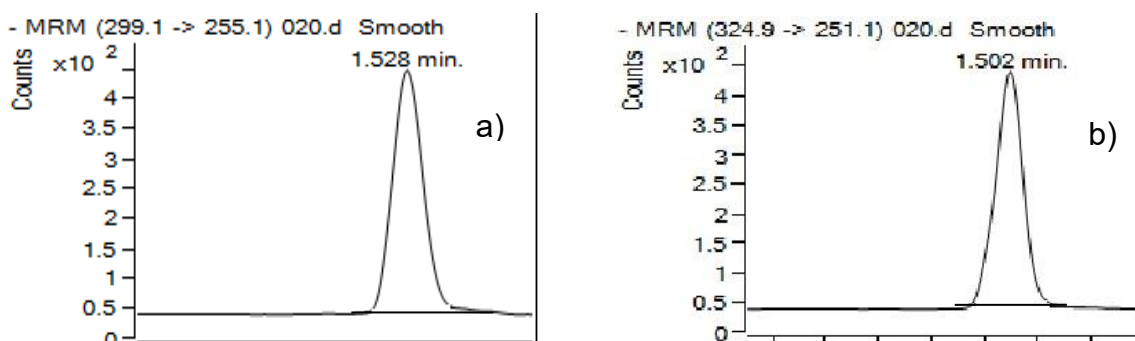 - MRM (299.1 -> 255.1) 020.d Smooth
x10 2
1.528 min.
Counts
4
3.5
3
2.5
2
1.5
1
0.5
0
a)
- MRM (324.9 -> 251.1) 020.d Smooth
x10 2
1.502 min.
Counts
4
3.5
3
2.5
2
1.5
1
0.5
0
b)